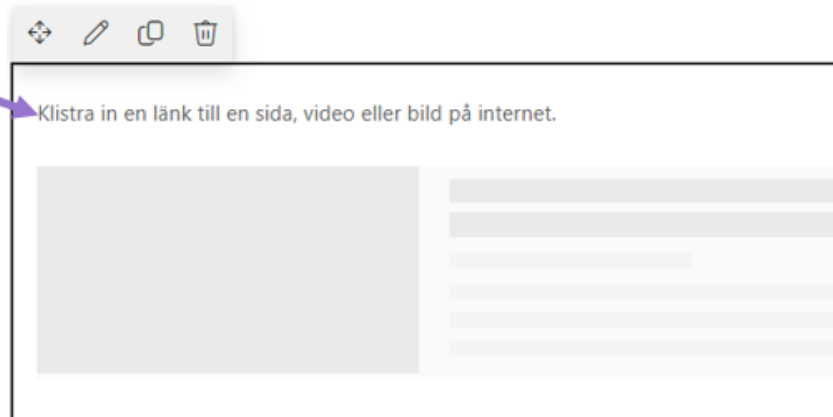 Klistra in en länk till en sida, video eller bild på internet.